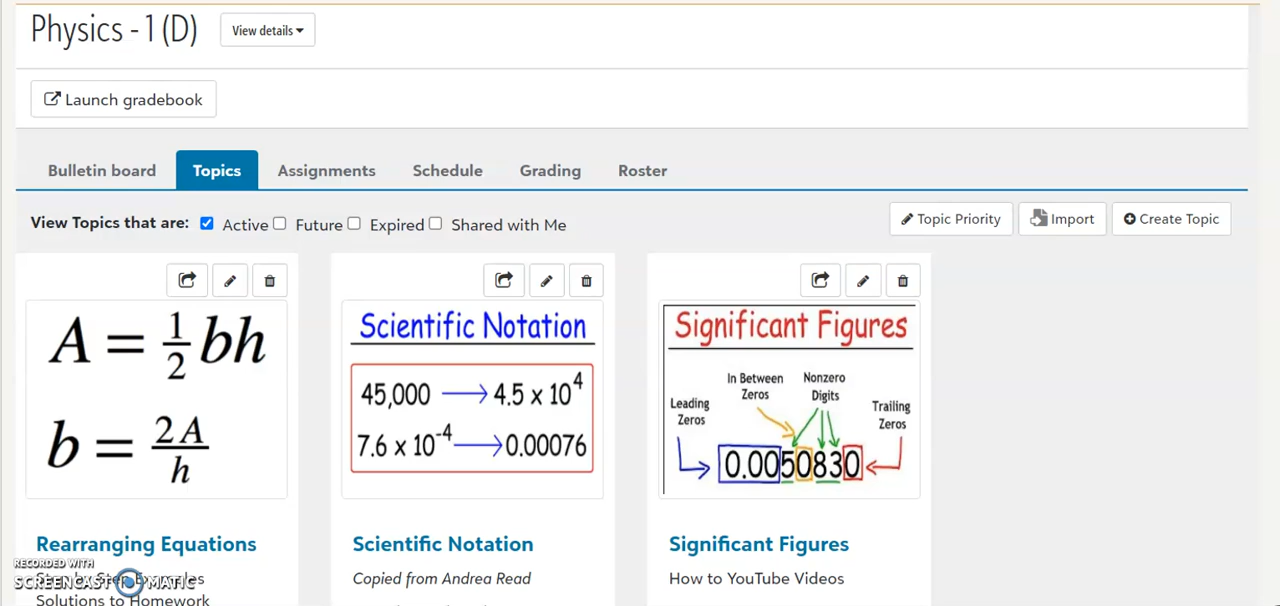 Physics - 1 (D)
View details
Launch gradebook
Bulletin board Topics Assignments Schedule Grading Roster
View Topics that are: Active Future Expired Shared with Me Topic Priority Import Create Topic
A = 1/2 bh
b = 2A/h
Scientific Notation
45,000 → 4.5 x 10^4
7.6 x 10^-4 → 0.00076
Significant Figures
In Between Zeros
Nonzero Digits
Leading Zeros
Trailing Zeros
0.0050830
Rearranging Equations
Step by Step Examples
Solutions to Homework
Scientific Notation
Copied from Andrea Read
Significant Figures
How to YouTube Videos
RECORDED WITH
SCREENCAST-O-MATIC